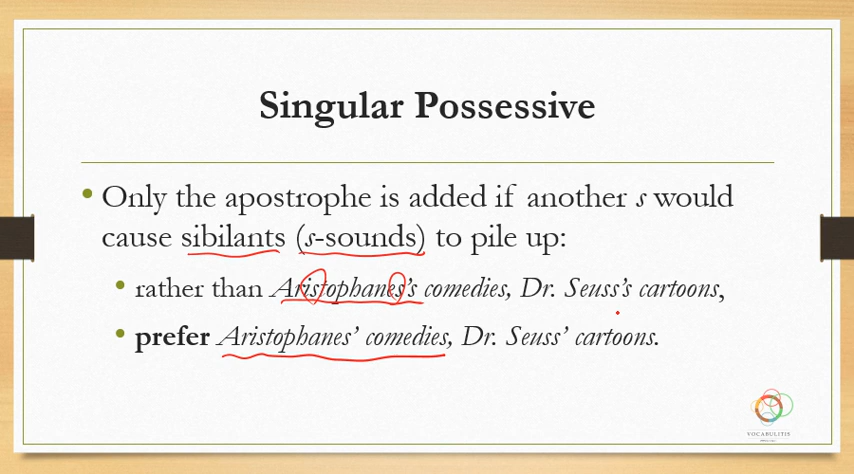 Singular Possessive
• Only the apostrophe is added if another s would
cause sibilants (s-sounds) to pile up:
• rather than Aristophanes’s comedies, Dr. Seuss’s cartoons,
• prefer Aristophanes’ comedies, Dr. Seuss’ cartoons.
VOCABULITIS